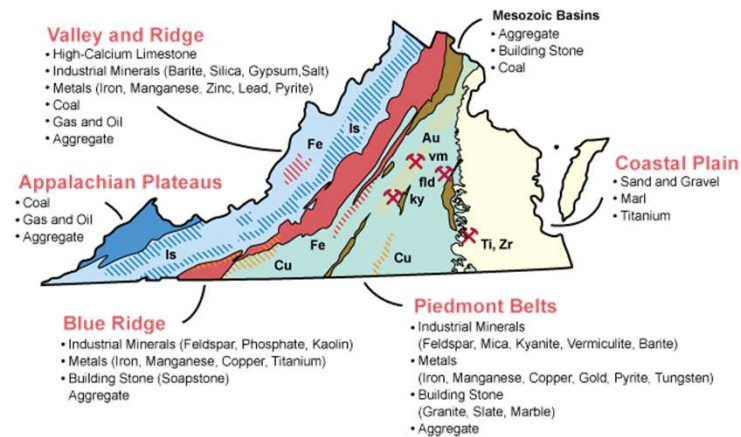 Valley and Ridge
• High-Calcium Limestone
• Industrial Minerals (Barite, Silica, Gypsum,Salt)
• Metals (Iron, Manganese, Zinc, Lead, Pyrite)
• Coal
• Gas and Oil
• Aggregate
Mesozoic Basins
• Aggregate
• Building Stone
• Coal
Appalachian Plateaus
• Coal
• Gas and Oil
• Aggregate
Coastal Plain
• Sand and Gravel
• Marl
• Titanium
Fe
ls
Au
vm
fld
ky
Ti, Zr
ls
Fe
Cu
Cu
Blue Ridge
• Industrial Minerals (Feldspar, Phosphate, Kaolin)
• Metals (Iron, Manganese, Copper, Titanium)
• Building Stone (Soapstone)
Aggregate
Piedmont Belts
• Industrial Minerals
(Feldspar, Mica, Kyanite, Vermiculite, Barite)
• Metals
(Iron, Manganese, Copper, Gold, Pyrite, Tungsten)
• Building Stone
(Granite, Slate, Marble)
• Aggregate